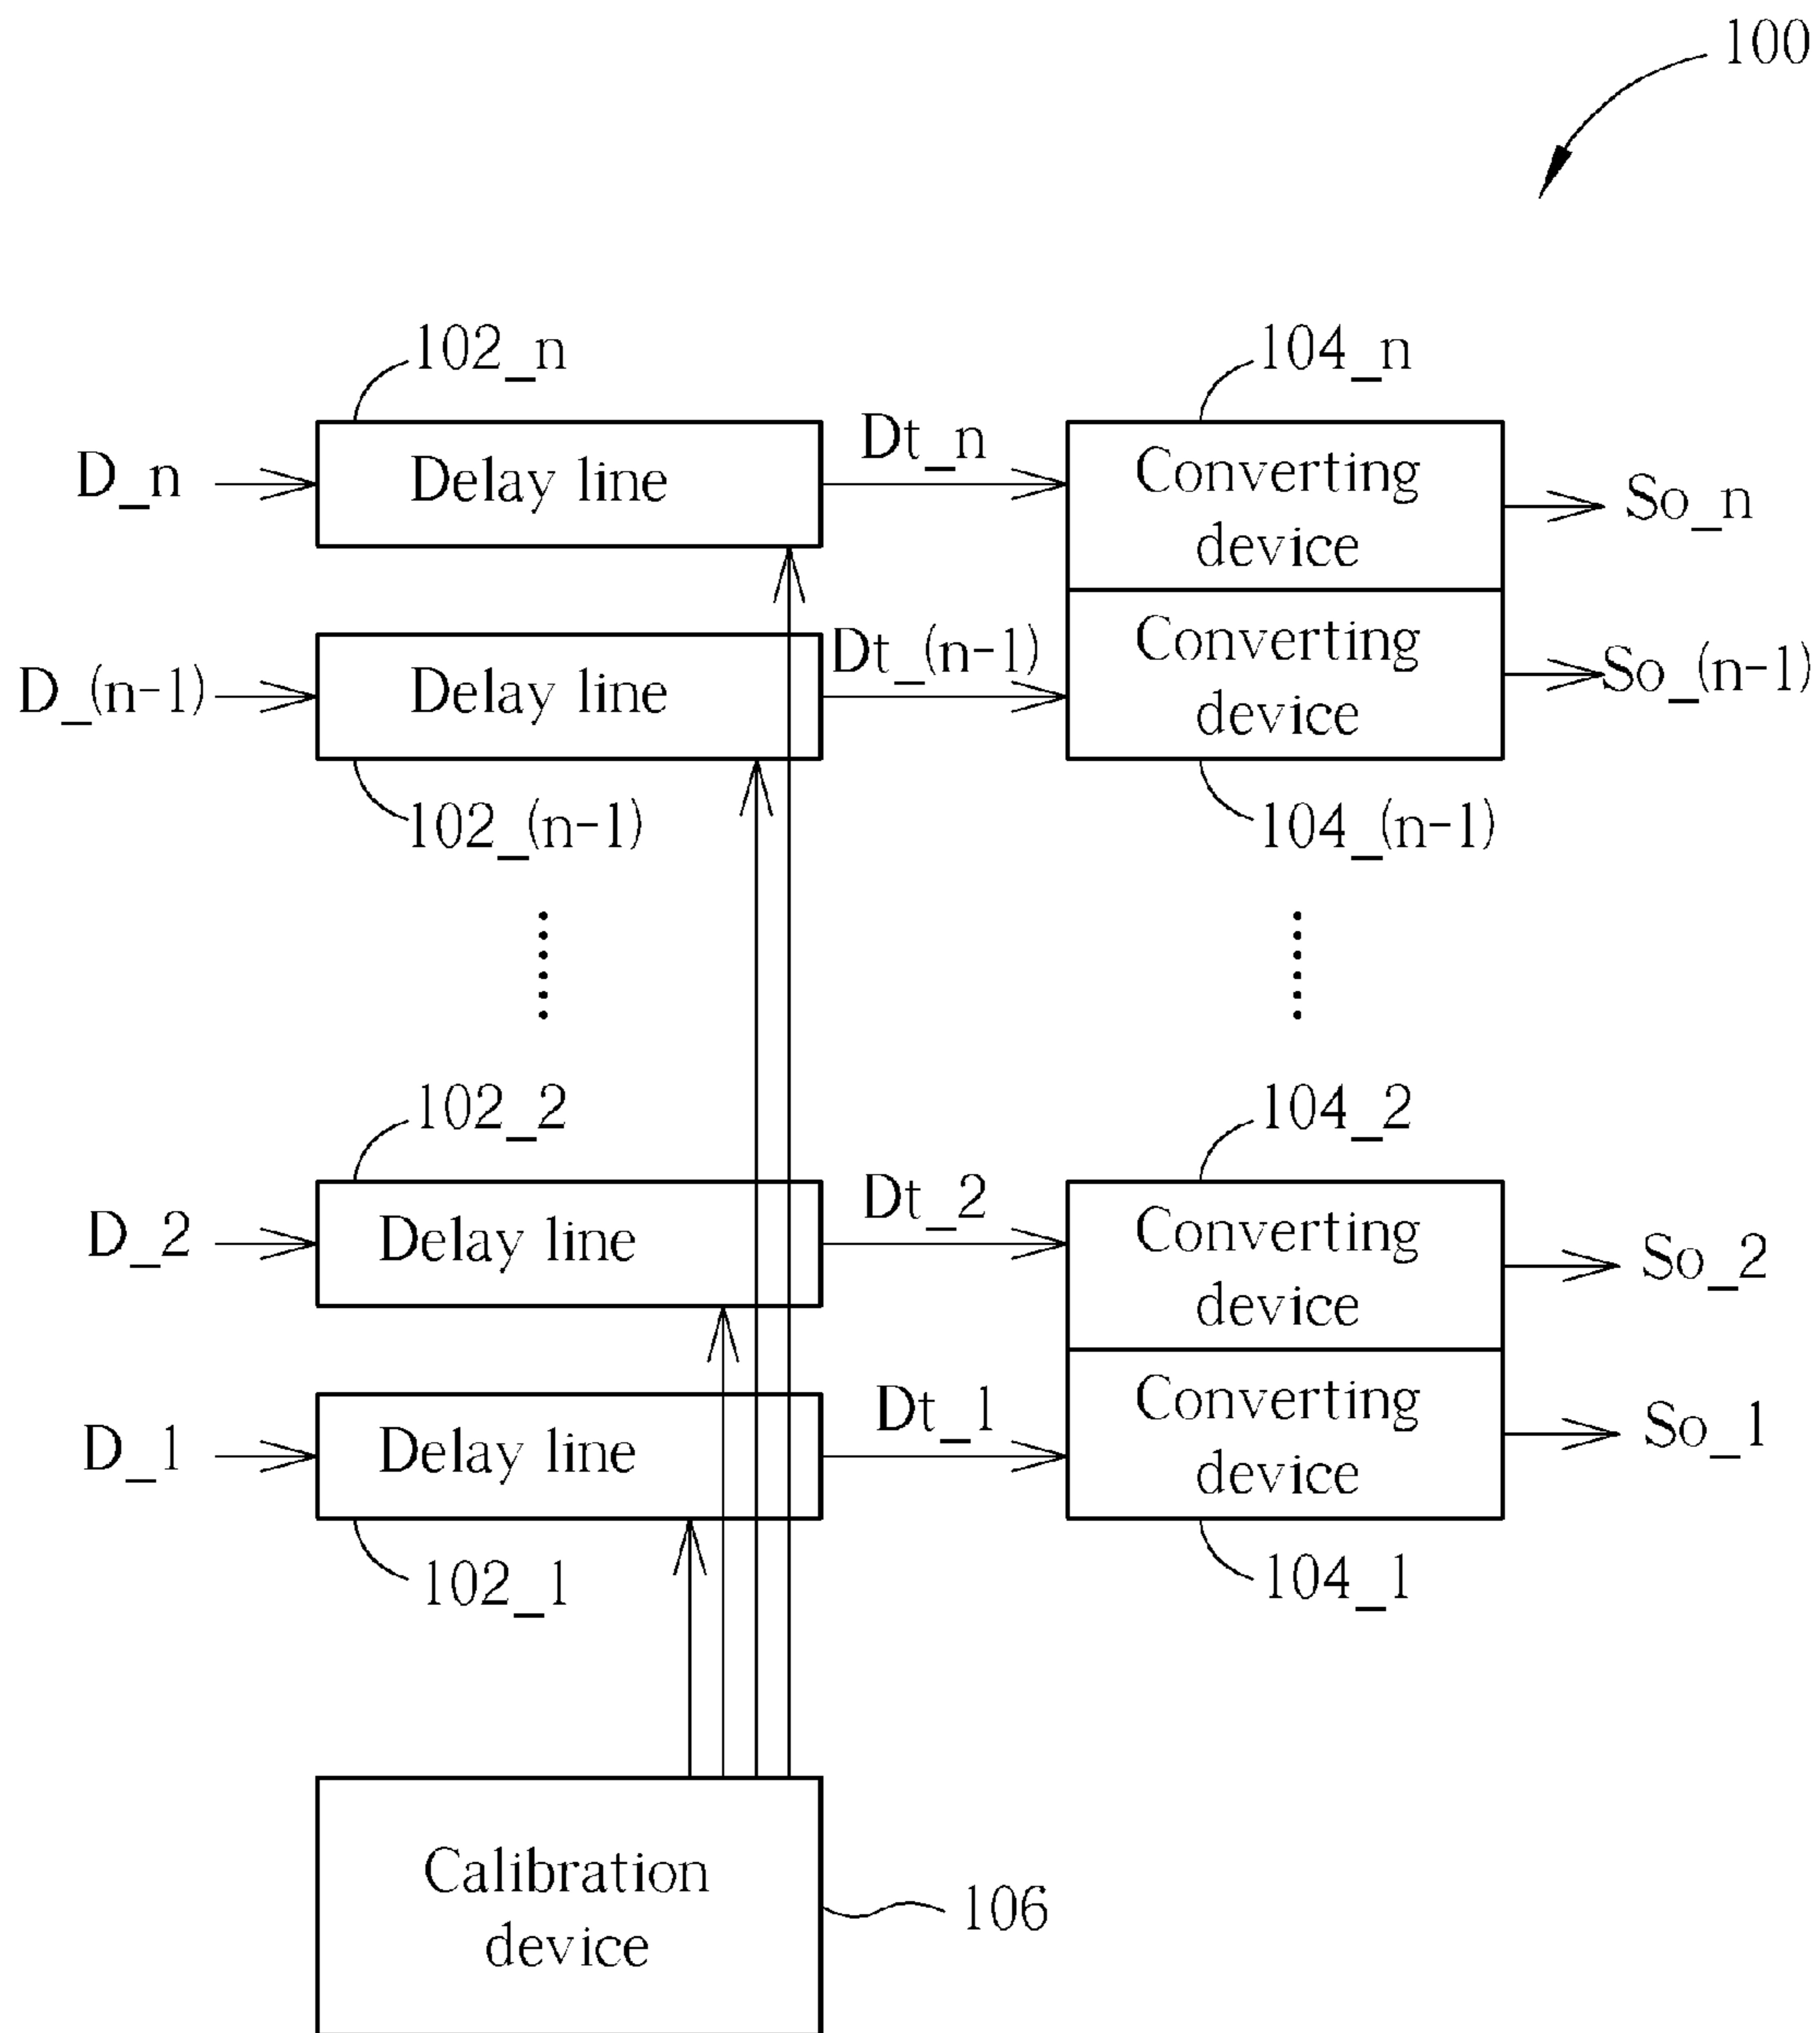 100
102_n
104_n
D_n
Delay line
Dt_n
Converting
device
So_n
D_(n-1)
Delay line
Dt_(n-1)
Converting
device
So_(n-1)
102_(n-1)
104_(n-1)
102_2
104_2
D_2
Delay line
Dt_2
Converting
device
So_2
D_1
Delay line
Dt_1
Converting
device
So_1
102_1
104_1
Calibration
device
106